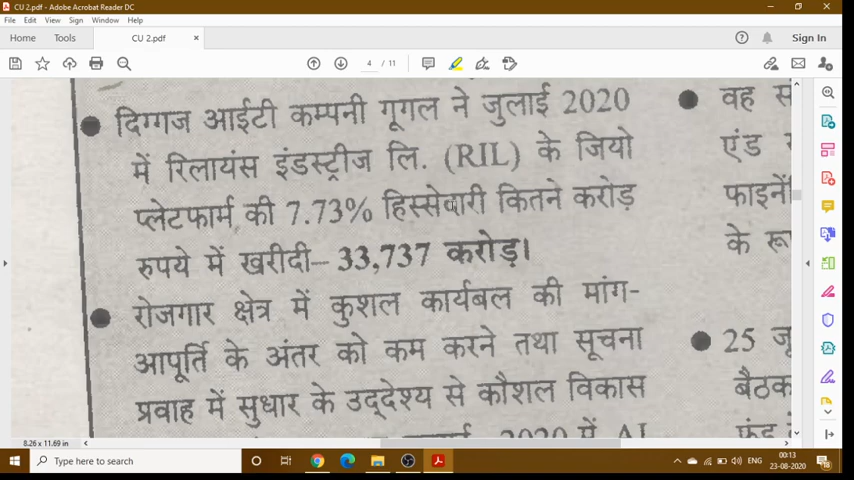 CU 2.pdf - Adobe Acrobat Reader DC
File Edit View Sign Window Help
Home Tools CU 2.pdf × Sign In
4 / 11
दिग्गज आईटी कम्पनी गूगल ने जुलाई 2020
में रिलायंस इंडस्ट्रीज लि. (RIL) के जियो
प्लेटफार्म की 7.73% हिस्सेदारी कितने करोड़
रुपये में खरीदी– 33,737 करोड़।
रोजगार क्षेत्र में कुशल कार्यबल की मांग-
आपूर्ति के अंतर को कम करने तथा सूचना
प्रवाह में सुधार के उद्देश्य से कौशल विकास
2020 में AI
वह
एंड
के
25
8.26 x 11.69 in
Type here to search
00:13
23-08-2020